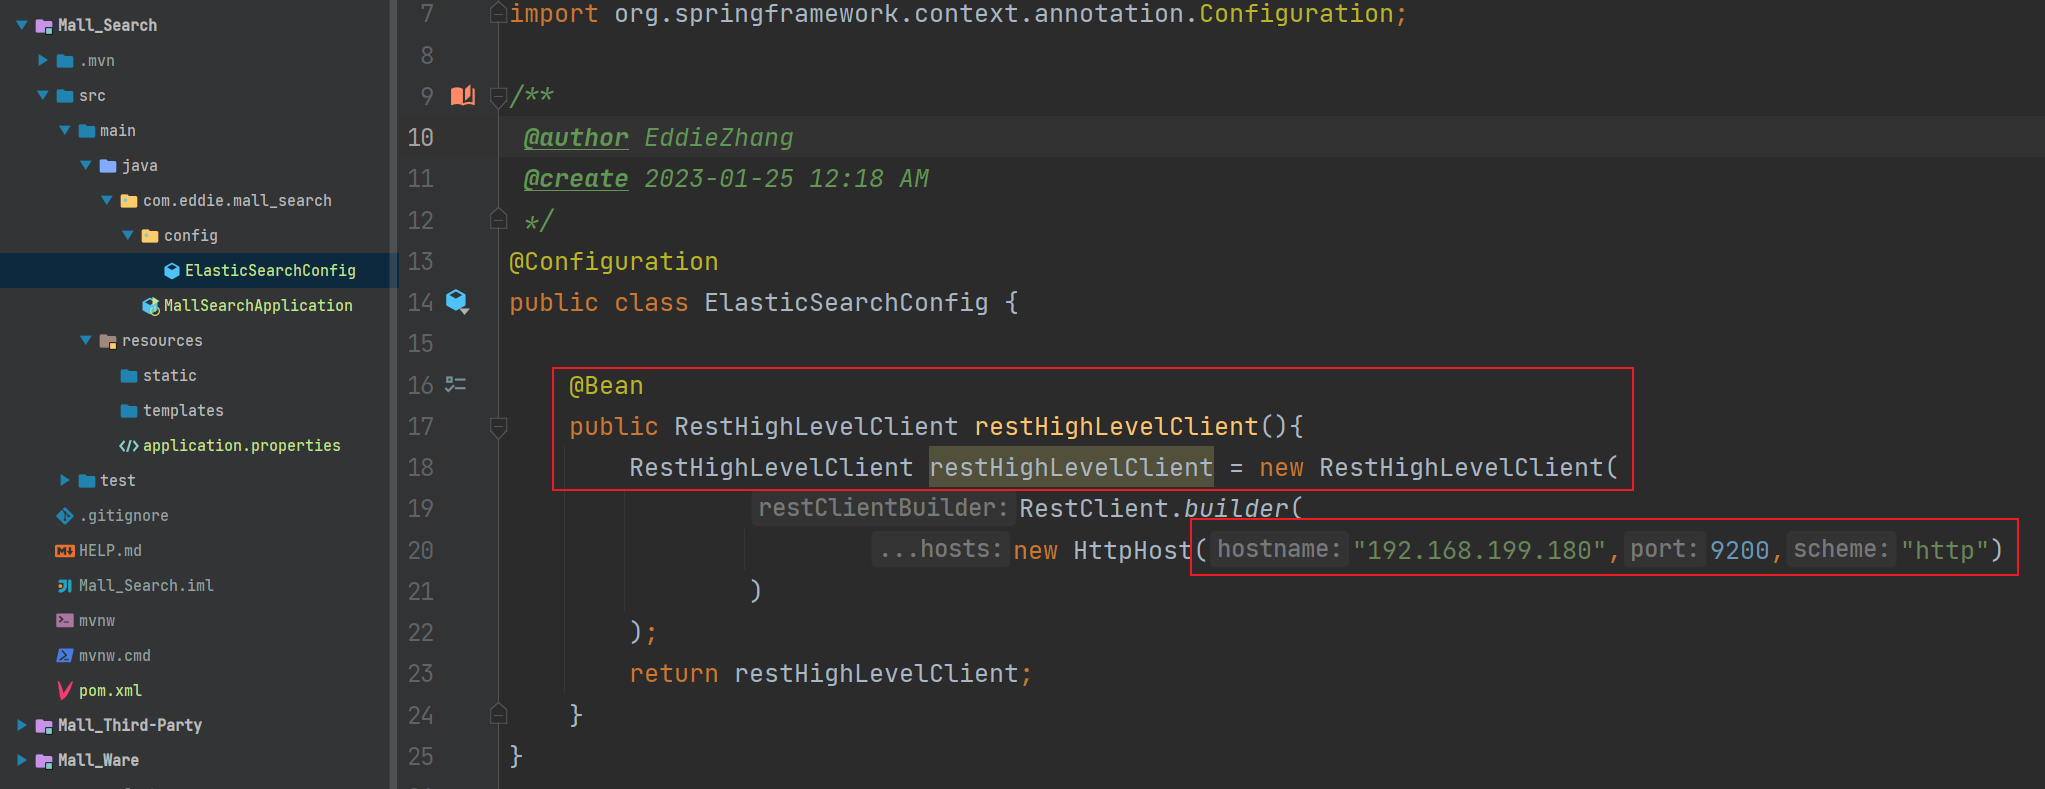 Mall_Search
.mvn
src
main
java
com.eddie.mall_search
config
ElasticSearchConfig
MallSearchApplication
resources
static
templates
application.properties
test
.gitignore
HELP.md
Mall_Search.iml
mvnw
mvnw.cmd
pom.xml
Mall_Third-Party
Mall_Ware
7 import org.springframework.context.annotation.Configuration;
8
9 /**
10 @author EddieZhang
11 @create 2023-01-25 12:18 AM
12 */
13 @Configuration
14 public class ElasticSearchConfig {
15
16 @Bean
17 public RestHighLevelClient restHighLevelClient(){
18 RestHighLevelClient restHighLevelClient = new RestHighLevelClient(
19 restClientBuilder: RestClient.builder(
20 ...hosts: new HttpHost( hostname: "192.168.199.180", port: 9200, scheme: "http")
21 )
22 );
23 return restHighLevelClient;
24 }
25 }